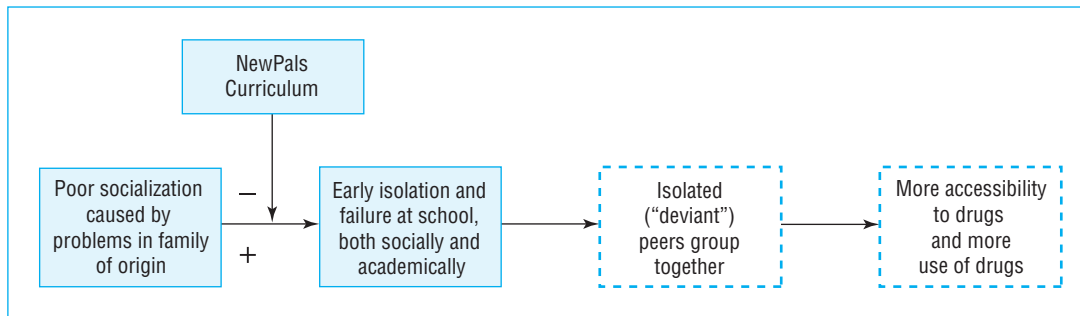 NewPals
Curriculum
Poor socialization
caused by
problems in family
of origin
−
+
Early isolation and
failure at school,
both socially and
academically
Isolated
(“deviant”)
peers group
together
More accessibility
to drugs
and more
use of drugs